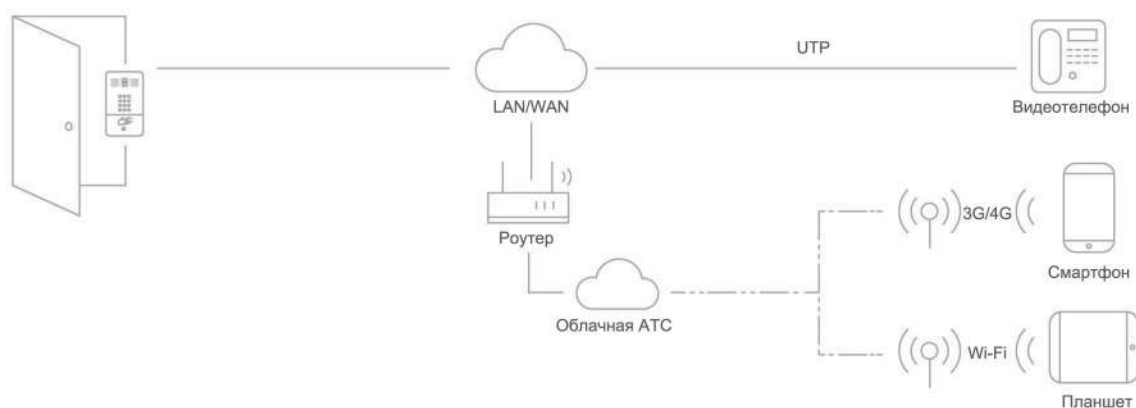 UTP
LAN/WAN
Видеотелефон
Роутер
3G/4G
Смартфон
Облачная АТС
Wi-Fi
Планшет